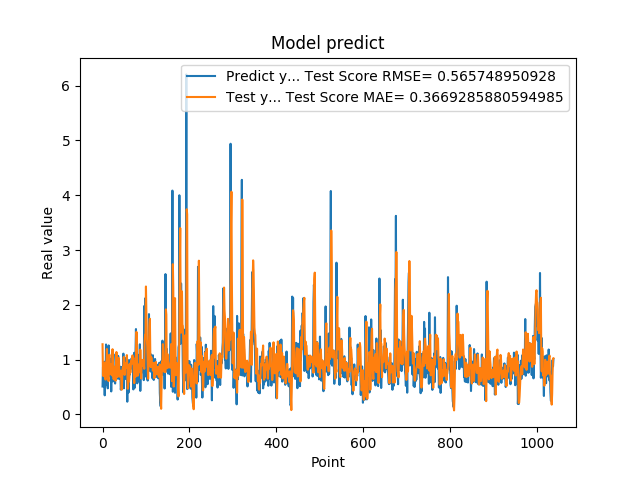 Model predict
Predict y... Test Score RMSE= 0.565748950928
Test y... Test Score MAE= 0.3669285880594985
6
5
4
3
2
1
0
Real value
0 200 400 600 800 1000
Point